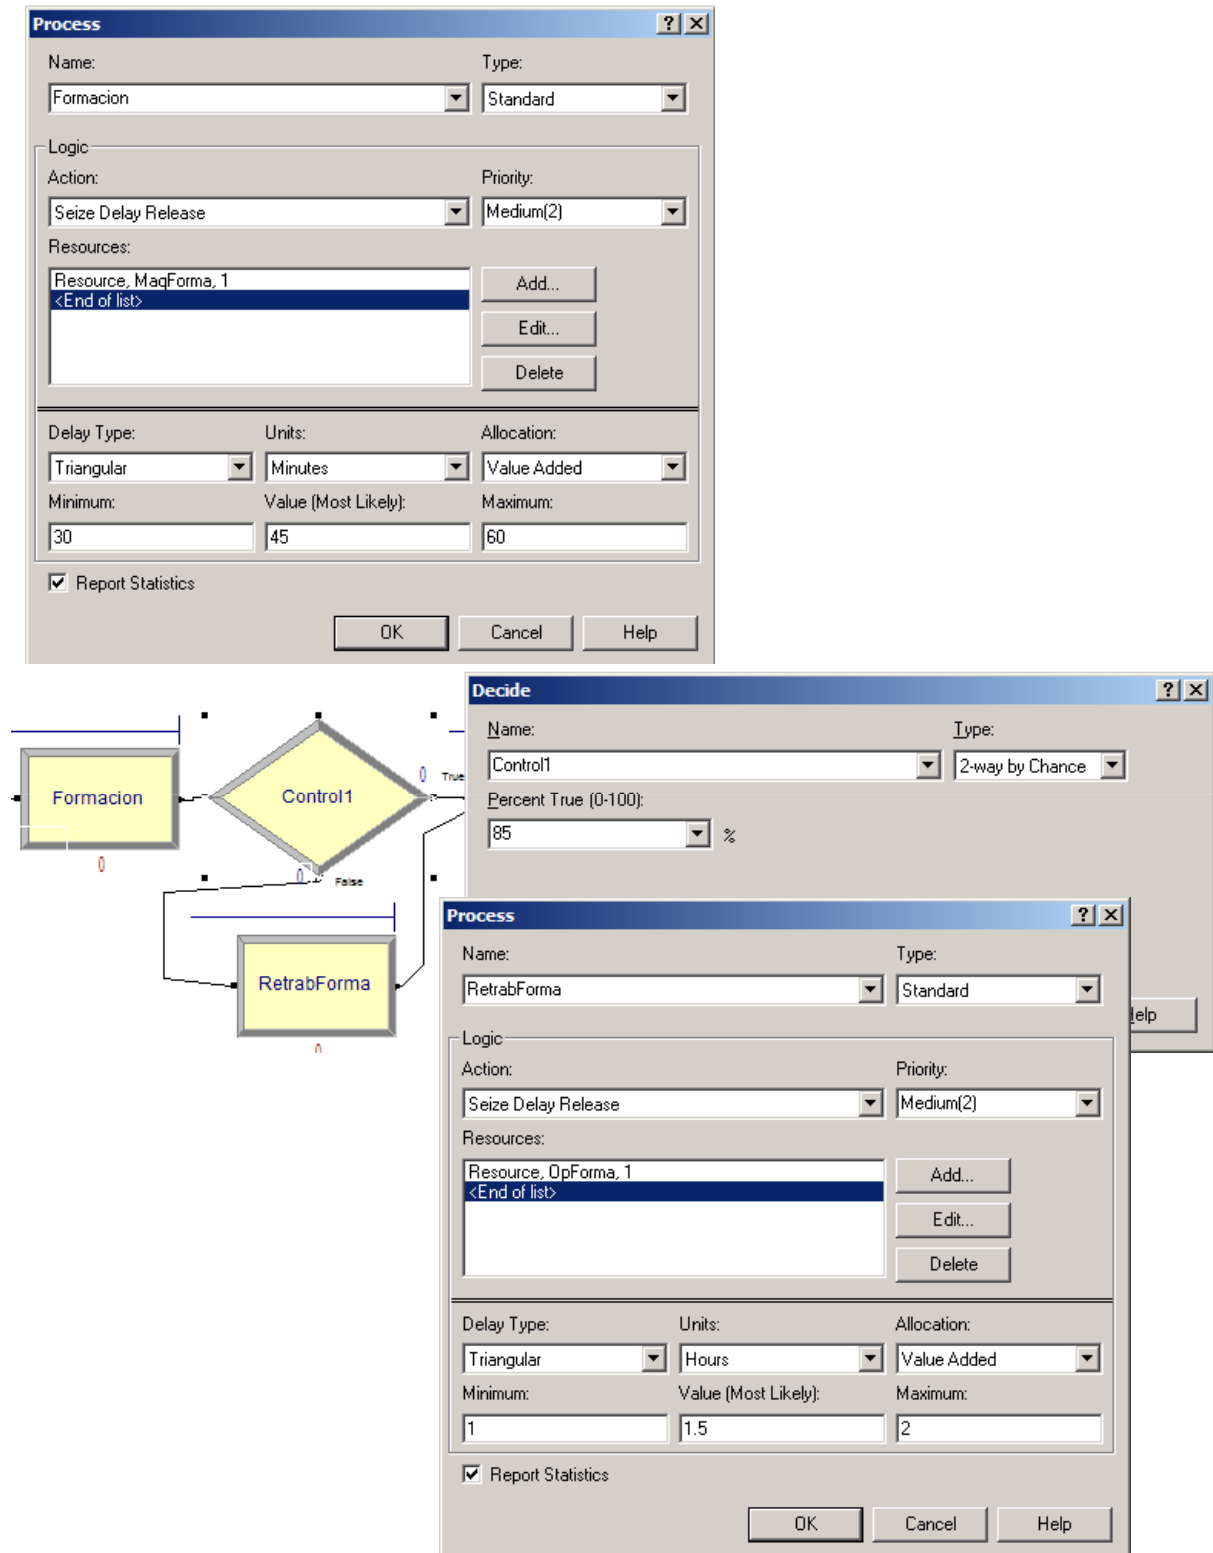 Process
Name: Type:
Formacion Standard
Logic
Action: Priority:
Seize Delay Release Medium(2)
Resources:
Resource, MaqForma, 1 Add...
<End of list>
Edit...
Delete
Delay Type: Units: Allocation:
Triangular Minutes Value Added
Minimum: Value (Most Likely): Maximum:
30 45 60
Report Statistics
OK Cancel Help
Formacion
0
Control1
0 True
0 False
RetrabForma
Decide
Name: Type:
Control1 2-way by Chance
Percent True (0-100):
85 %
Process
Name: Type:
RetrabForma Standard
Logic
Action: Priority:
Seize Delay Release Medium(2)
Resources:
Resource, OpForma, 1 Add...
<End of list>
Edit...
Delete
Delay Type: Units: Allocation:
Triangular Hours Value Added
Minimum: Value (Most Likely): Maximum:
1 1.5 2
Report Statistics
OK Cancel Help